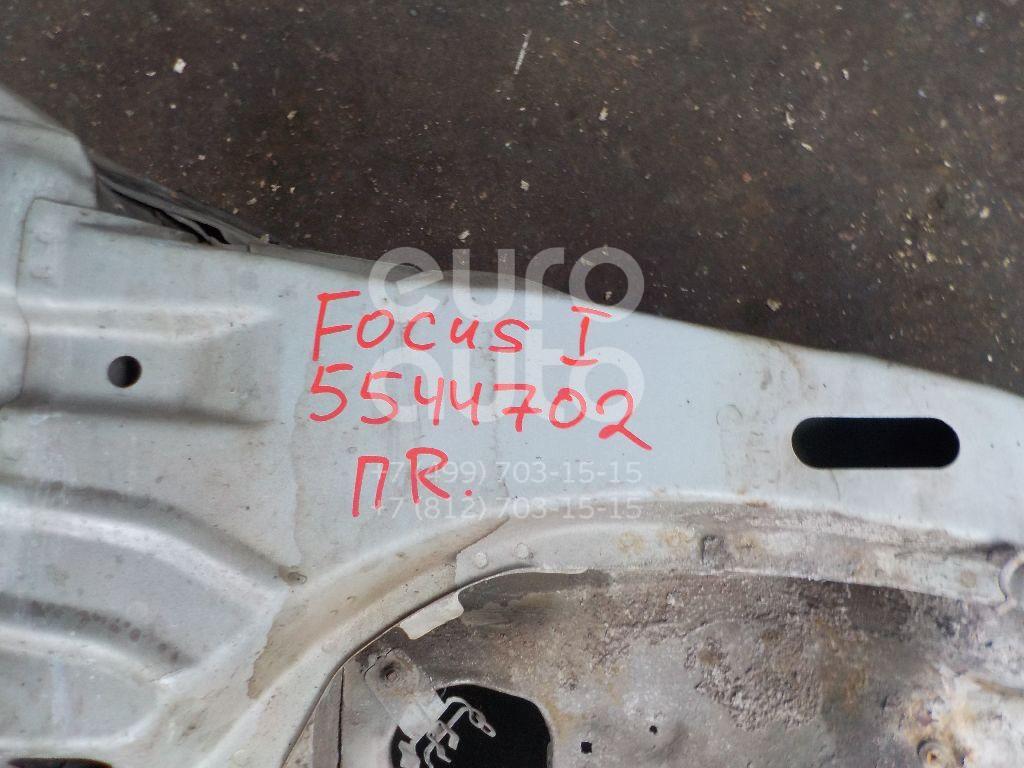 euro
auto
Focus I
5544702
ПR.
+7 (499) 703-15-15
+7 (812) 703-15-15